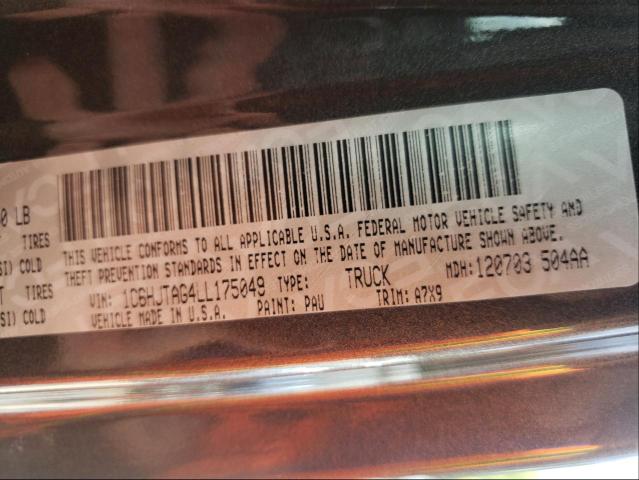 0 LB
TIRES
SI) COLD
TIRES
SI) COLD
THIS VEHICLE CONFORMS TO ALL APPLICABLE U.S.A. FEDERAL MOTOR VEHICLE SAFETY AND
THEFT PREVENTION STANDARDS IN EFFECT ON THE DATE OF MANUFACTURE SHOWN ABOVE.
VIN: 1C6HJTAG4LL175049 TYPE: TRUCK MDH:120703 504AA
VEHICLE MADE IN U.S.A. PAINT: PAU TRIM: A7X9